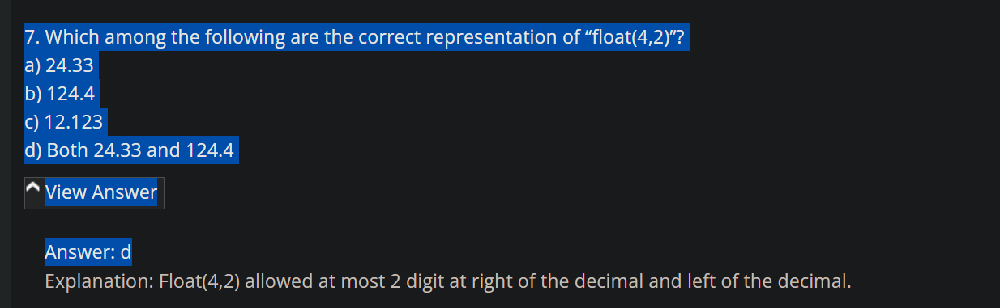 7. Which among the following are the correct representation of “float(4,2)”?
a) 24.33
b) 124.4
c) 12.123
d) Both 24.33 and 124.4
View Answer
Answer: d
Explanation: Float(4,2) allowed at most 2 digit at right of the decimal and left of the decimal.